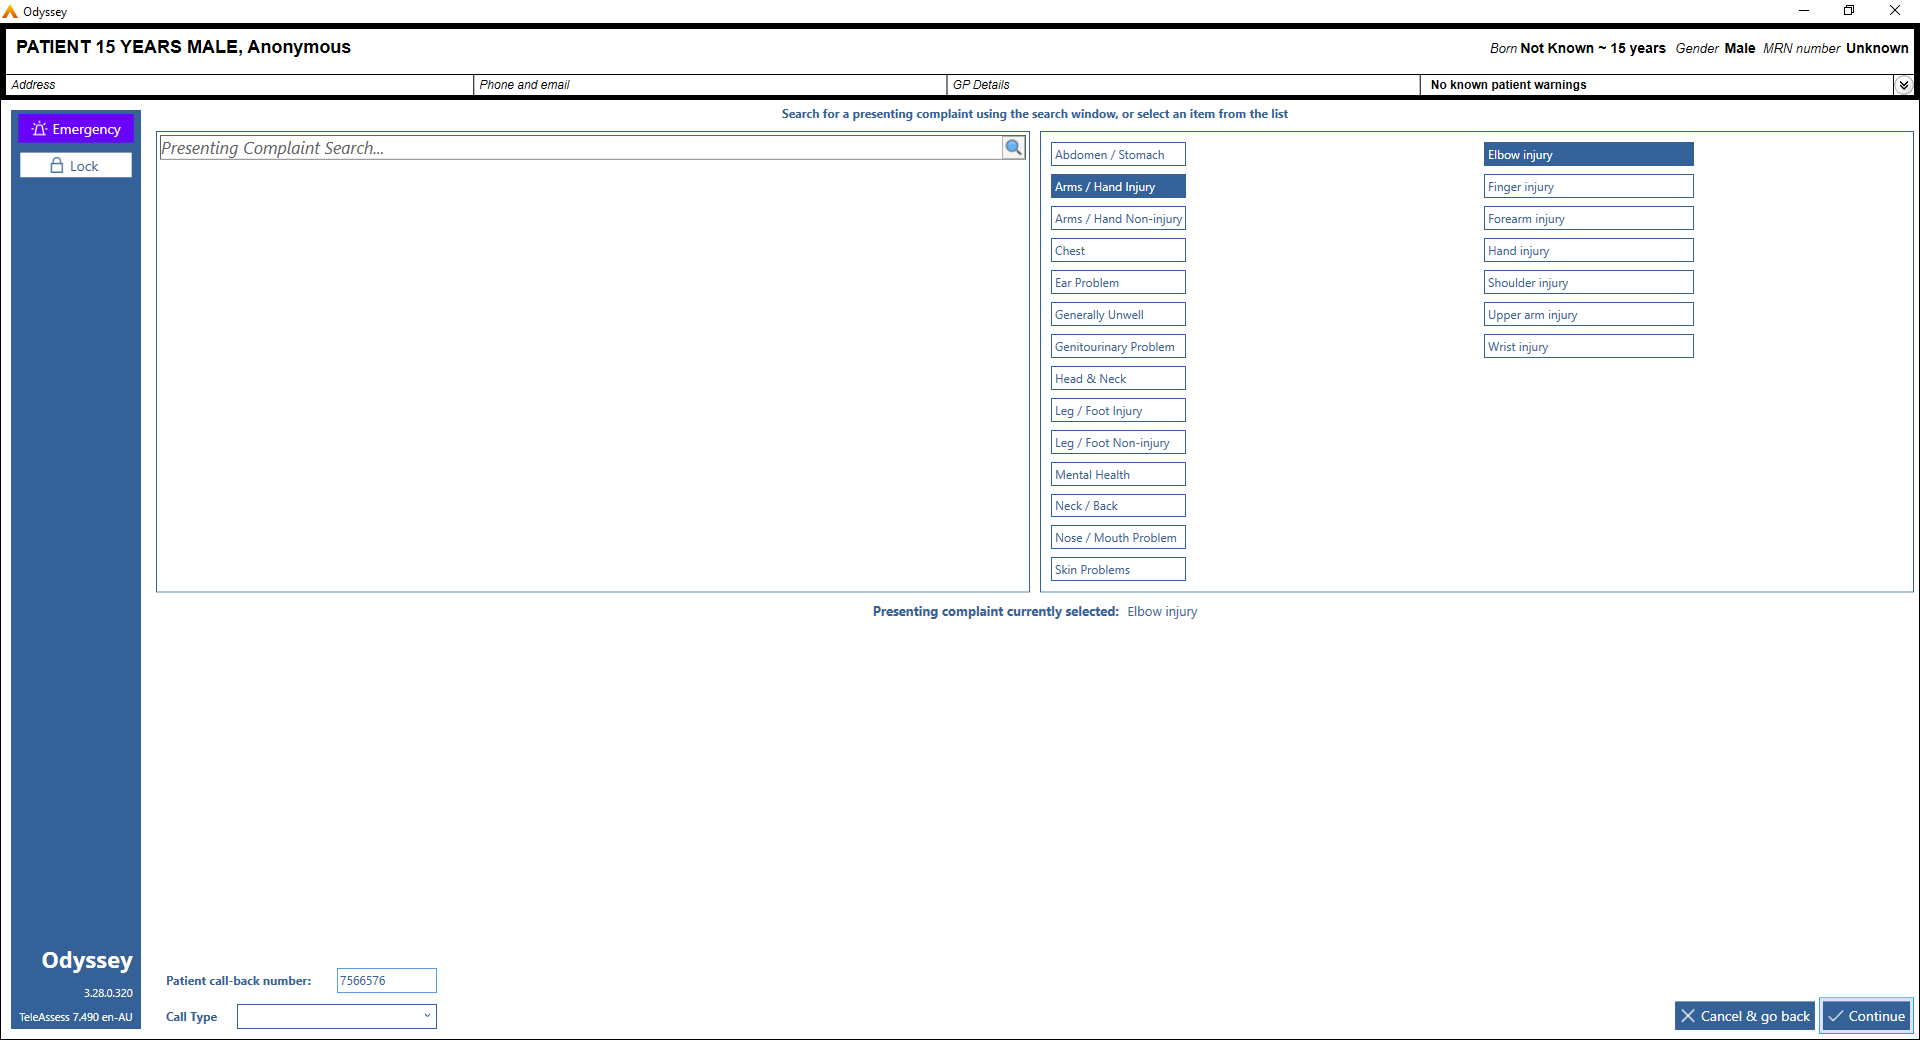 Odyssey
PATIENT 15 YEARS MALE, Anonymous
Born Not Known ~ 15 years Gender Male MRN number Unknown
Address
Phone and email
GP Details
No known patient warnings
Emergency
Lock
Search for a presenting complaint using the search window, or select an item from the list
Presenting Complaint Search...
Abdomen / Stomach
Arms / Hand Injury
Arms / Hand Non-injury
Chest
Ear Problem
Generally Unwell
Genitourinary Problem
Head & Neck
Leg / Foot Injury
Leg / Foot Non-injury
Mental Health
Neck / Back
Nose / Mouth Problem
Skin Problems
Elbow injury
Finger injury
Forearm injury
Hand injury
Shoulder injury
Upper arm injury
Wrist injury
Presenting complaint currently selected: Elbow injury
Odyssey
3.28.0.320
TeleAssess 7.490 en-AU
Patient call-back number: 7566576
Call Type
Cancel & go back
Continue